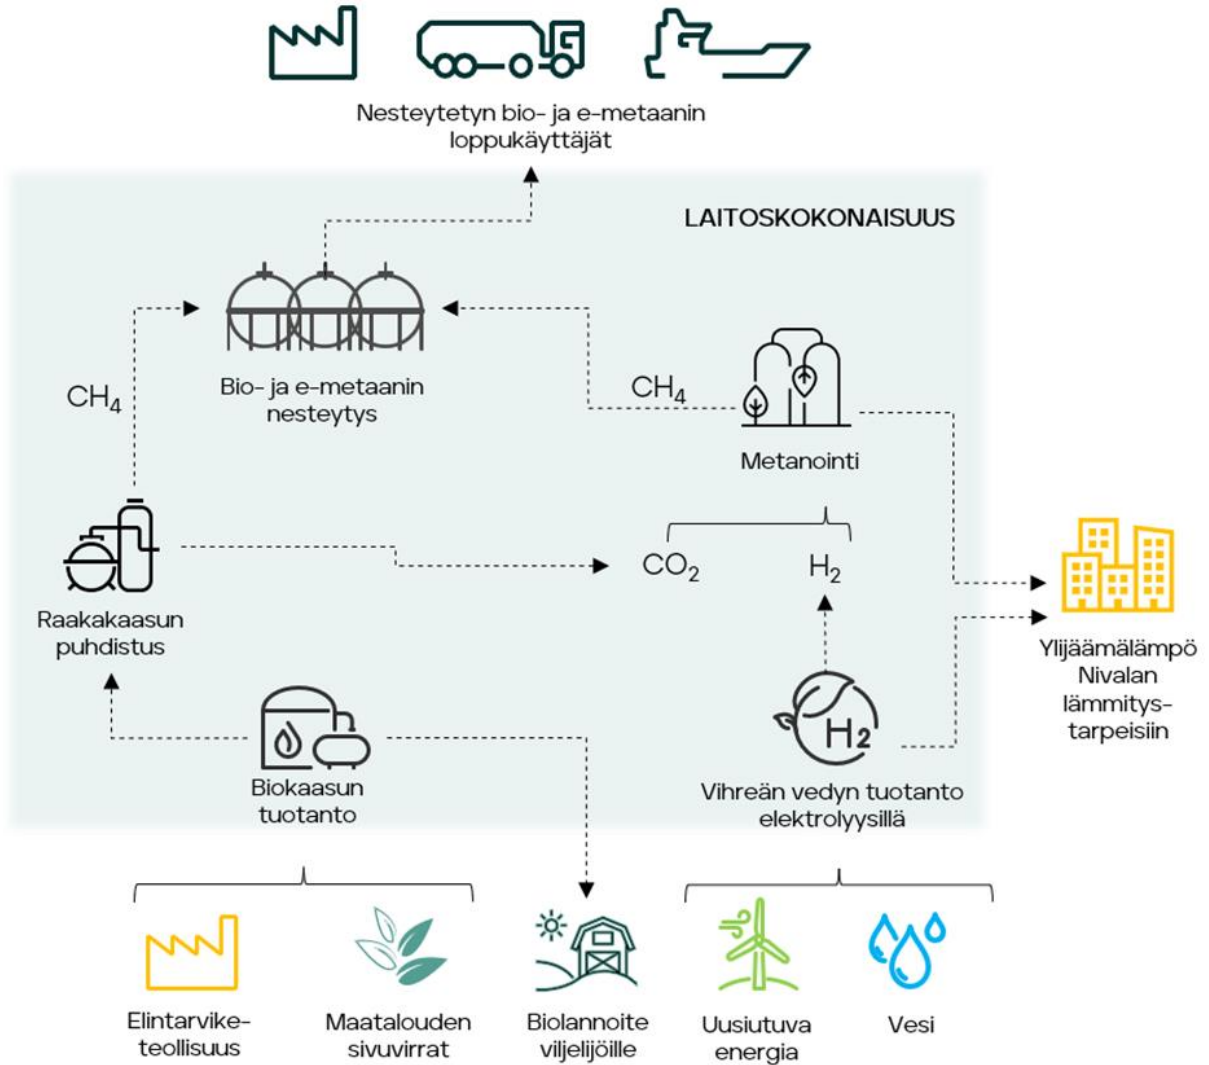 Nesteytetyn bio- ja e-metaanin
loppukäyttäjät
LAITOSKOKONAISUUS
Bio- ja e-metaanin
nesteytys
CH₄
CH₄
Metanointi
Raakakaasun
puhdistus
CO₂
H₂
Ylijäämälämpö
Nivalan
lämmitys-
tarpeisiin
H₂
Biokaasun
tuotanto
Vihreän vedyn tuotanto
elektrolyysillä
Elintarvike-
teollisuus
Maatalouden
sivuvirrat
Biolannoite
viljelijöille
Uusiutuva
energia
Vesi